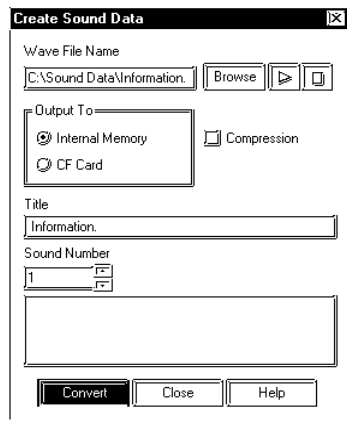 Create Sound Data
Wave File Name
C:\Sound Data\Information. Browse
Output To
Internal Memory
Compression
CF Card
Title
Information.
Sound Number
1
Convert Close Help